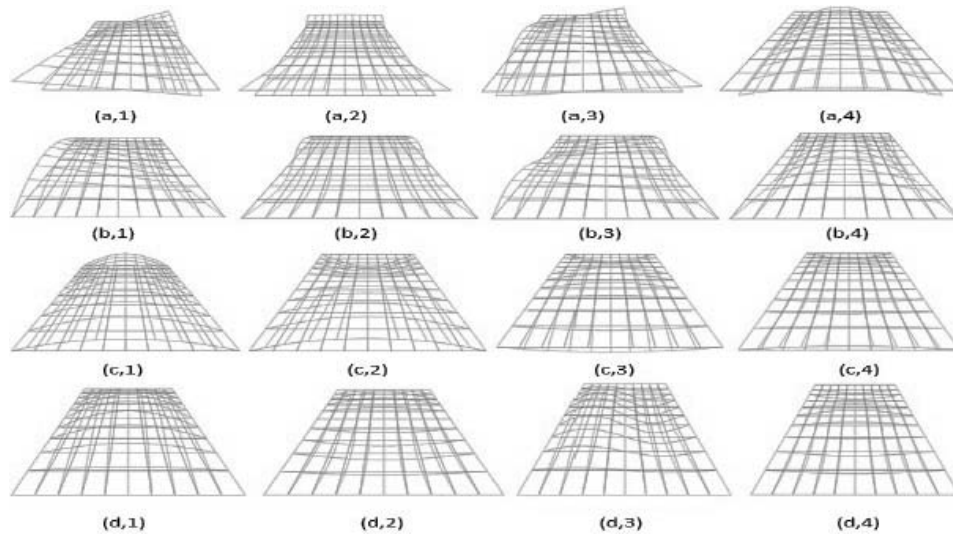 (a,1) (a,2) (a,3) (a,4)
(b,1) (b,2) (b,3) (b,4)
(c,1) (c,2) (c,3) (c,4)
(d,1) (d,2) (d,3) (d,4)